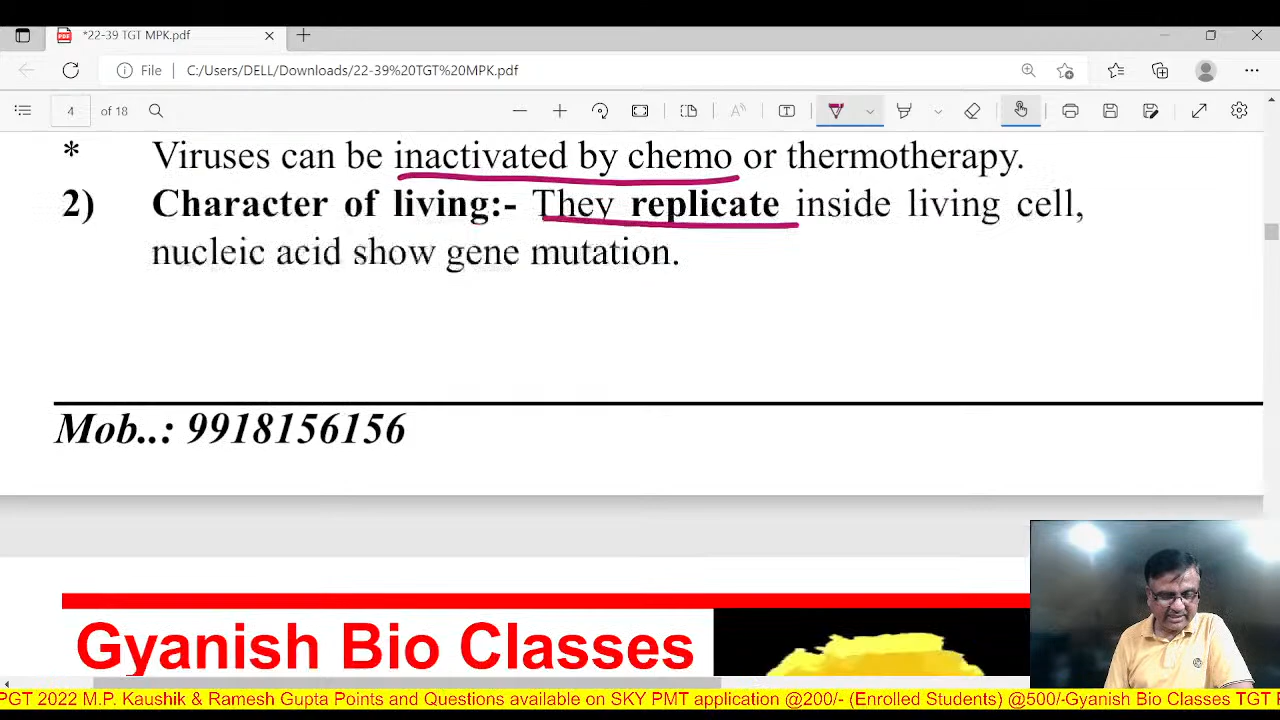 *22-39 TGT MPK.pdf
File C:/Users/DELL/Downloads/22-39%20TGT%20MPK.pdf
4 of 18
* Viruses can be inactivated by chemo or thermotherapy.
2) Character of living:- They replicate inside living cell,
nucleic acid show gene mutation.
Mob..: 9918156156
Gyanish Bio Classes
PGT 2022 M.P. Kaushik & Ramesh Gupta Points and Questions available on SKY PMT application @200/- (Enrolled Students) @500/-Gyanish Bio Classes TGT